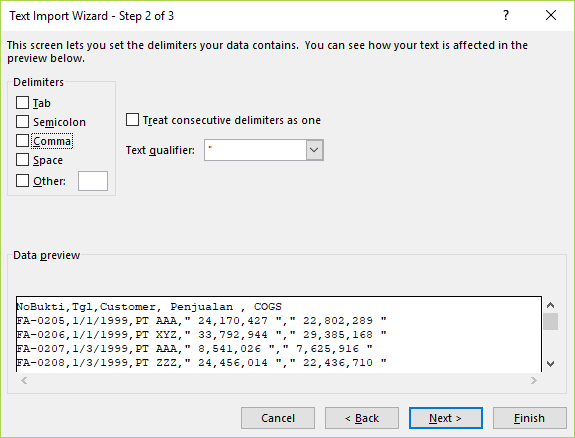 Text Import Wizard - Step 2 of 3
This screen lets you set the delimiters your data contains.  You can see how your text is affected in the
preview below.
Delimiters
Tab
Semicolon
Comma
Space
Other:
Treat consecutive delimiters as one
Text qualifier:
"
Data preview
NoBukti,Tgl,Customer, Penjualan , COGS
FA-0205,1/1/1999,PT AAA," 24,170,427 "," 22,802,289 "
FA-0206,1/1/1999,PT XYZ," 33,792,944 "," 29,385,168 "
FA-0207,1/3/1999,PT AAA," 8,541,026 "," 7,625,916 "
FA-0208,1/3/1999,PT ZZZ," 24,456,014 "," 22,436,710 "
Cancel
< Back
Next >
Finish